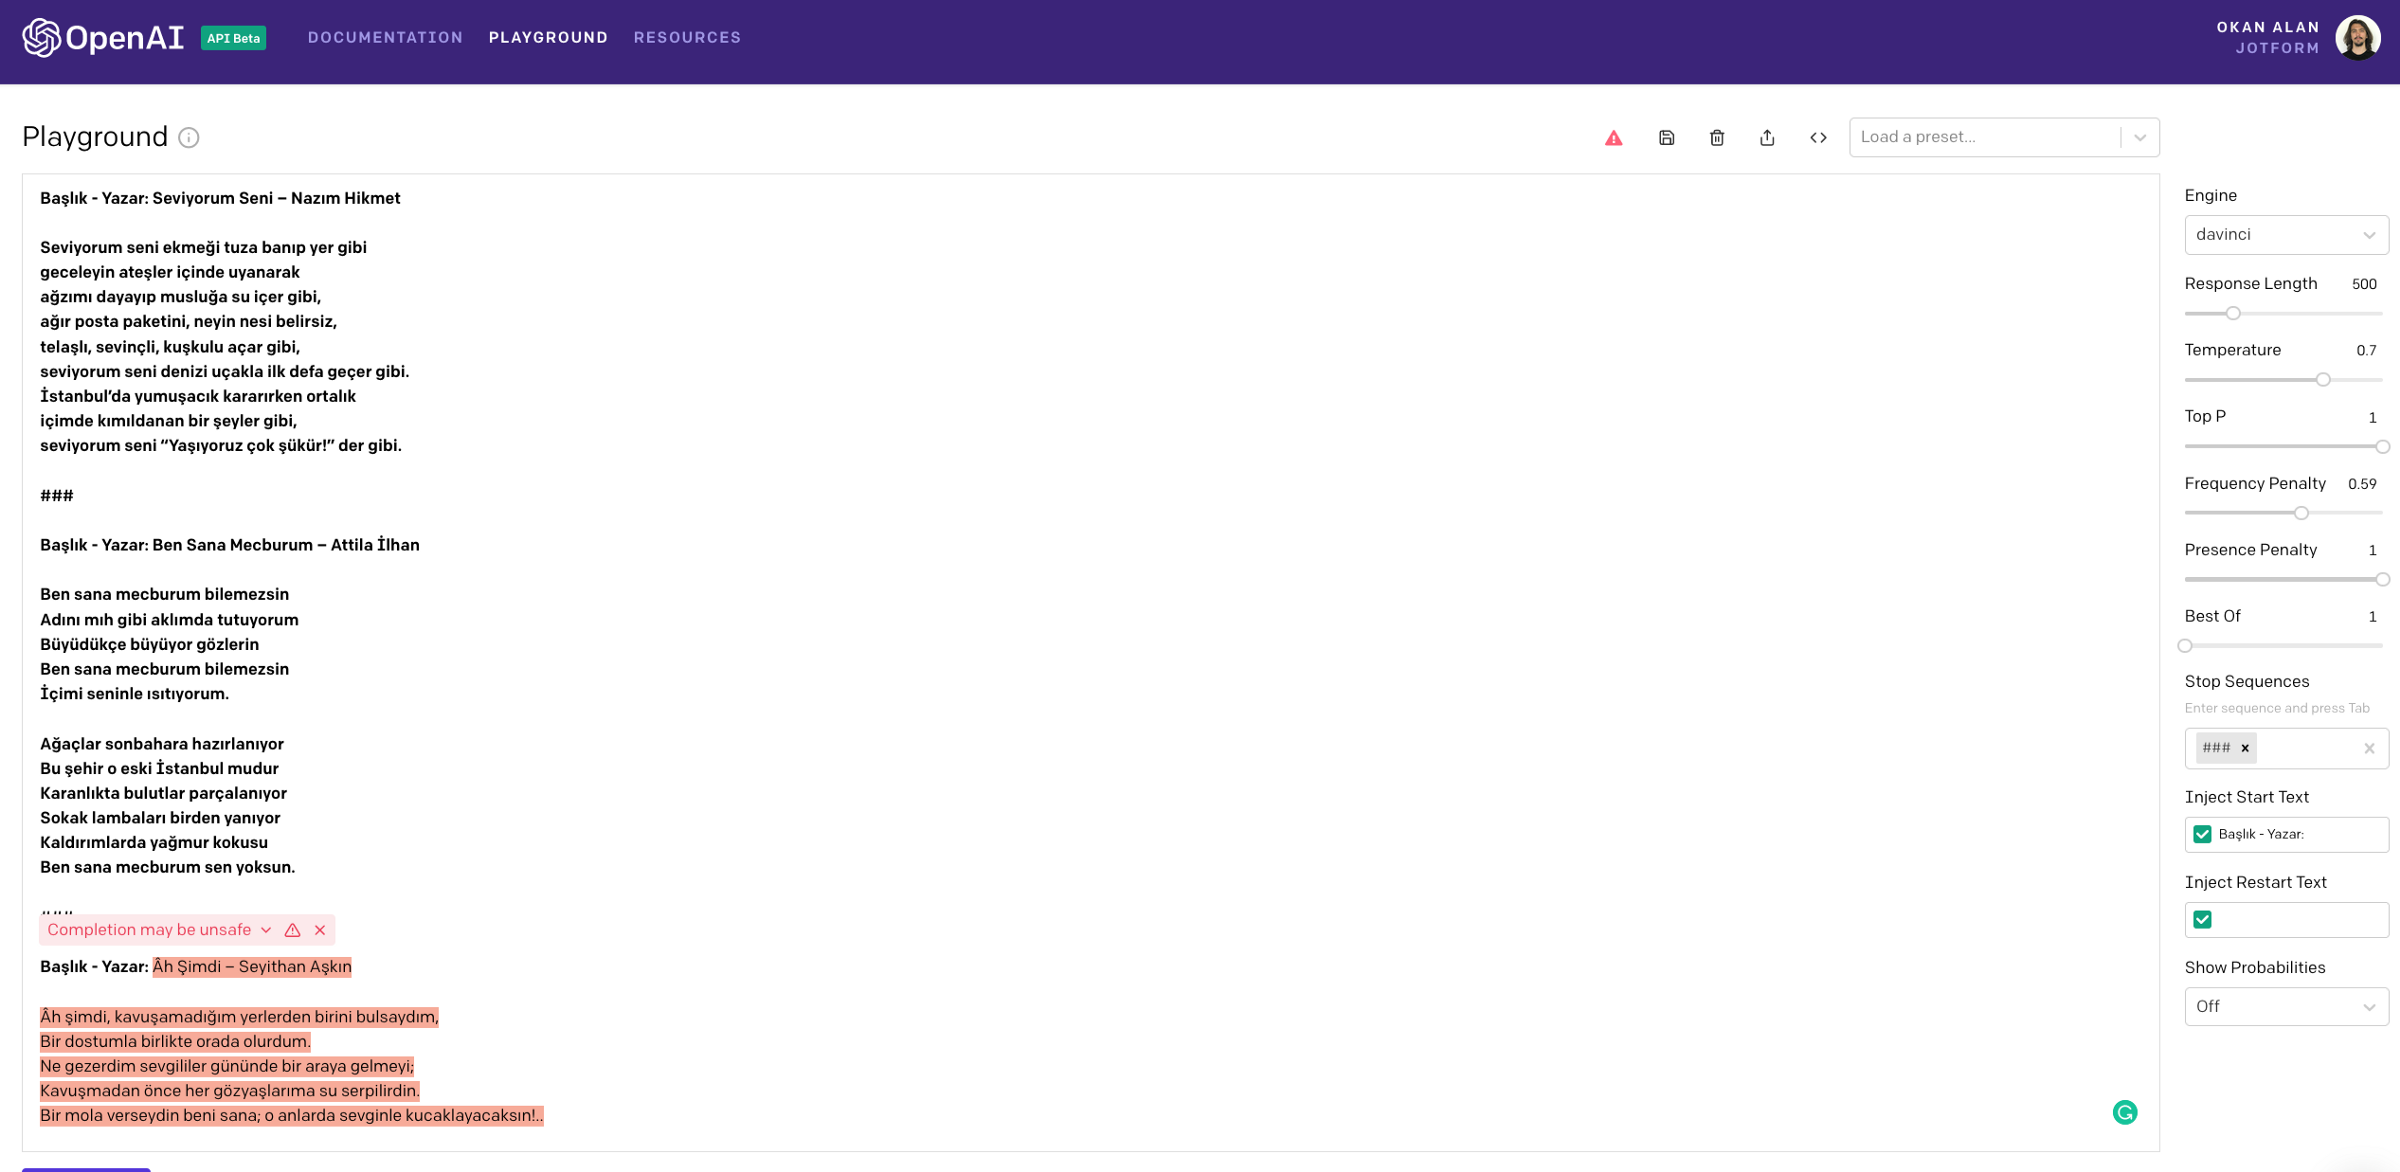 OpenAI API Beta DOCUMENTATION PLAYGROUND RESOURCES
OKAN ALAN
JOTFORM
Playground
Load a preset...
Başlık - Yazar: Seviyorum Seni – Nazım Hikmet
Seviyorum seni ekmeği tuza banıp yer gibi
geceleyin ateşler içinde uyanarak
ağzımı dayayıp musluğa su içer gibi,
ağır posta paketini, neyin nesi belirsiz,
telaşlı, sevinçli, kuşkulu açar gibi,
seviyorum seni denizi uçakla ilk defa geçer gibi.
İstanbul’da yumuşacık kararırken ortalık
içimde kımıldanan bir şeyler gibi,
seviyorum seni “Yaşıyoruz çok şükür!” der gibi.
###
Başlık - Yazar: Ben Sana Mecburum – Attila İlhan
Ben sana mecburum bilemezsin
Adını mıh gibi aklımda tutuyorum
Büyüdükçe büyüyor gözlerin
Ben sana mecburum bilemezsin
İçimi seninle ısıtıyorum.
Ağaçlar sonbahara hazırlanıyor
Bu şehir o eski İstanbul mudur
Karanlıkta bulutlar parçalanıyor
Sokak lambaları birden yanıyor
Kaldırımlarda yağmur kokusu
Ben sana mecburum sen yoksun.
Completion may be unsafe
Başlık - Yazar: Âh Şimdi – Seyithan Aşkın
Âh şimdi, kavuşamadığım yerlerden birini bulsaydım,
Bir dostumla birlikte orada olurdum.
Ne gezerdim sevgililer gününde bir araya gelmeyi;
Kavuşmadan önce her gözyaşlarıma su serpilirdin.
Bir mola verseydin beni sana; o anlarda sevginle kucaklayacaksın!..
Engine
davinci
Response Length 500
Temperature 0.7
Top P 1
Frequency Penalty 0.59
Presence Penalty 1
Best Of 1
Stop Sequences
Enter sequence and press Tab
###
Inject Start Text
Başlık - Yazar:
Inject Restart Text
Show Probabilities
Off